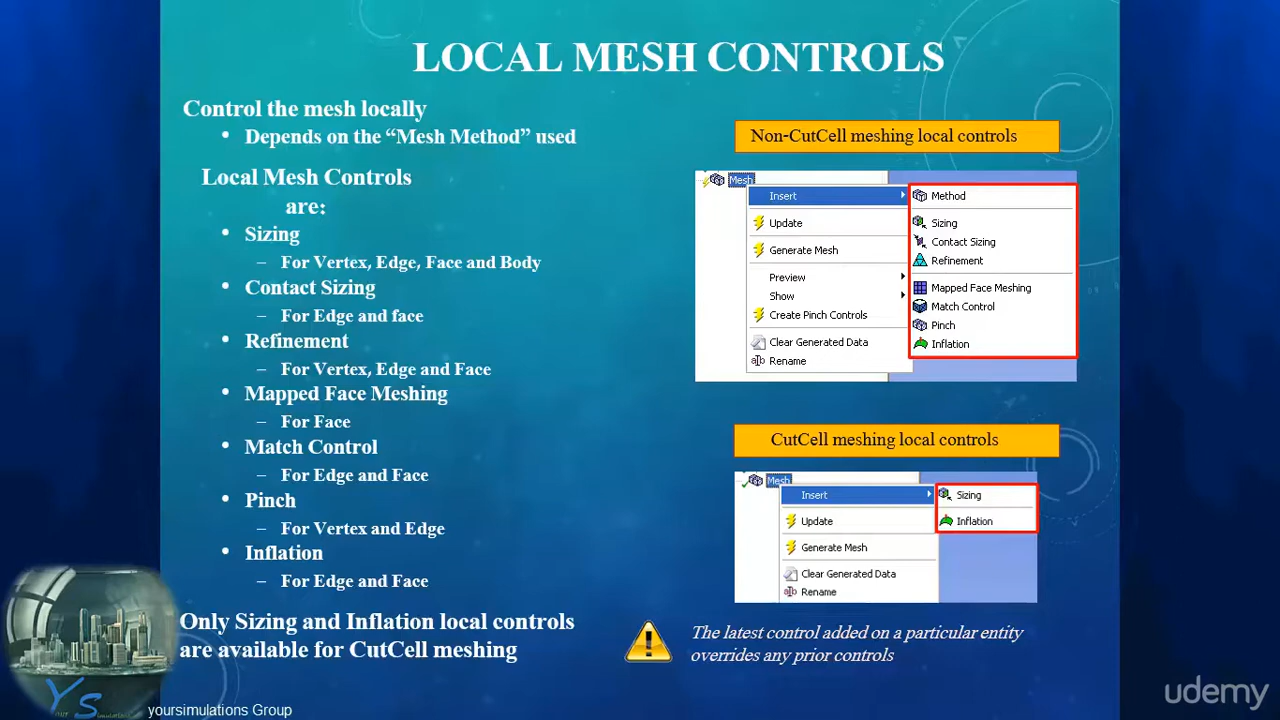 LOCAL MESH CONTROLS
Control the mesh locally
• Depends on the “Mesh Method” used
Local Mesh Controls
are:
• Sizing
– For Vertex, Edge, Face and Body
• Contact Sizing
– For Edge and face
• Refinement
– For Vertex, Edge and Face
• Mapped Face Meshing
– For Face
• Match Control
– For Edge and Face
• Pinch
– For Vertex and Edge
• Inflation
– For Edge and Face
Only Sizing and Inflation local controls
are available for CutCell meshing
Non-CutCell meshing local controls
Mesh
Insert
Update
Generate Mesh
Preview
Show
Create Pinch Controls
Clear Generated Data
Rename
Method
Sizing
Contact Sizing
Refinement
Mapped Face Meshing
Match Control
Pinch
Inflation
CutCell meshing local controls
Mesh
Insert
Update
Generate Mesh
Clear Generated Data
Rename
Sizing
Inflation
The latest control added on a particular entity
overrides any prior controls
yoursimulations Group
udemy